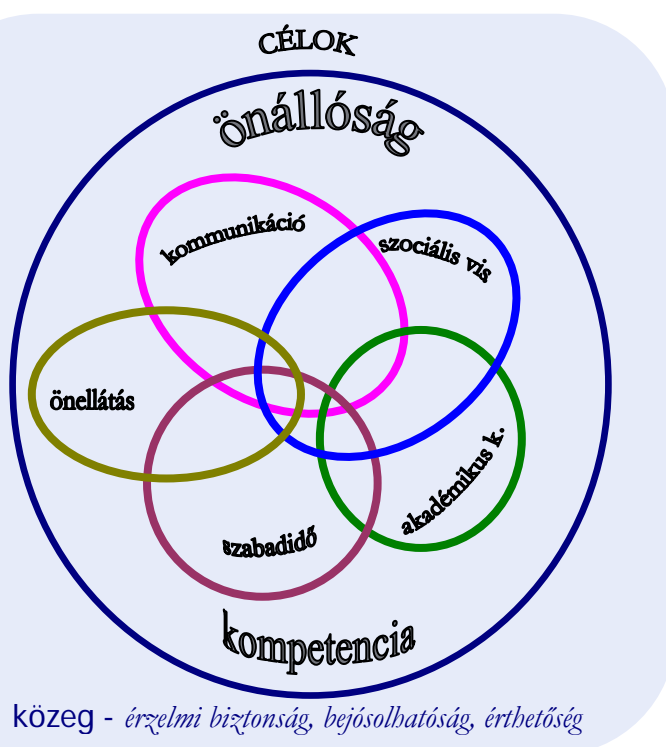 CÉLOK
önállóság
kommunikáció
szociális vis
önellátás
akadémikus k.
szabadidő
kompetencia
közeg - érzelmi biztonság, bejósolhatóság, érthetőség